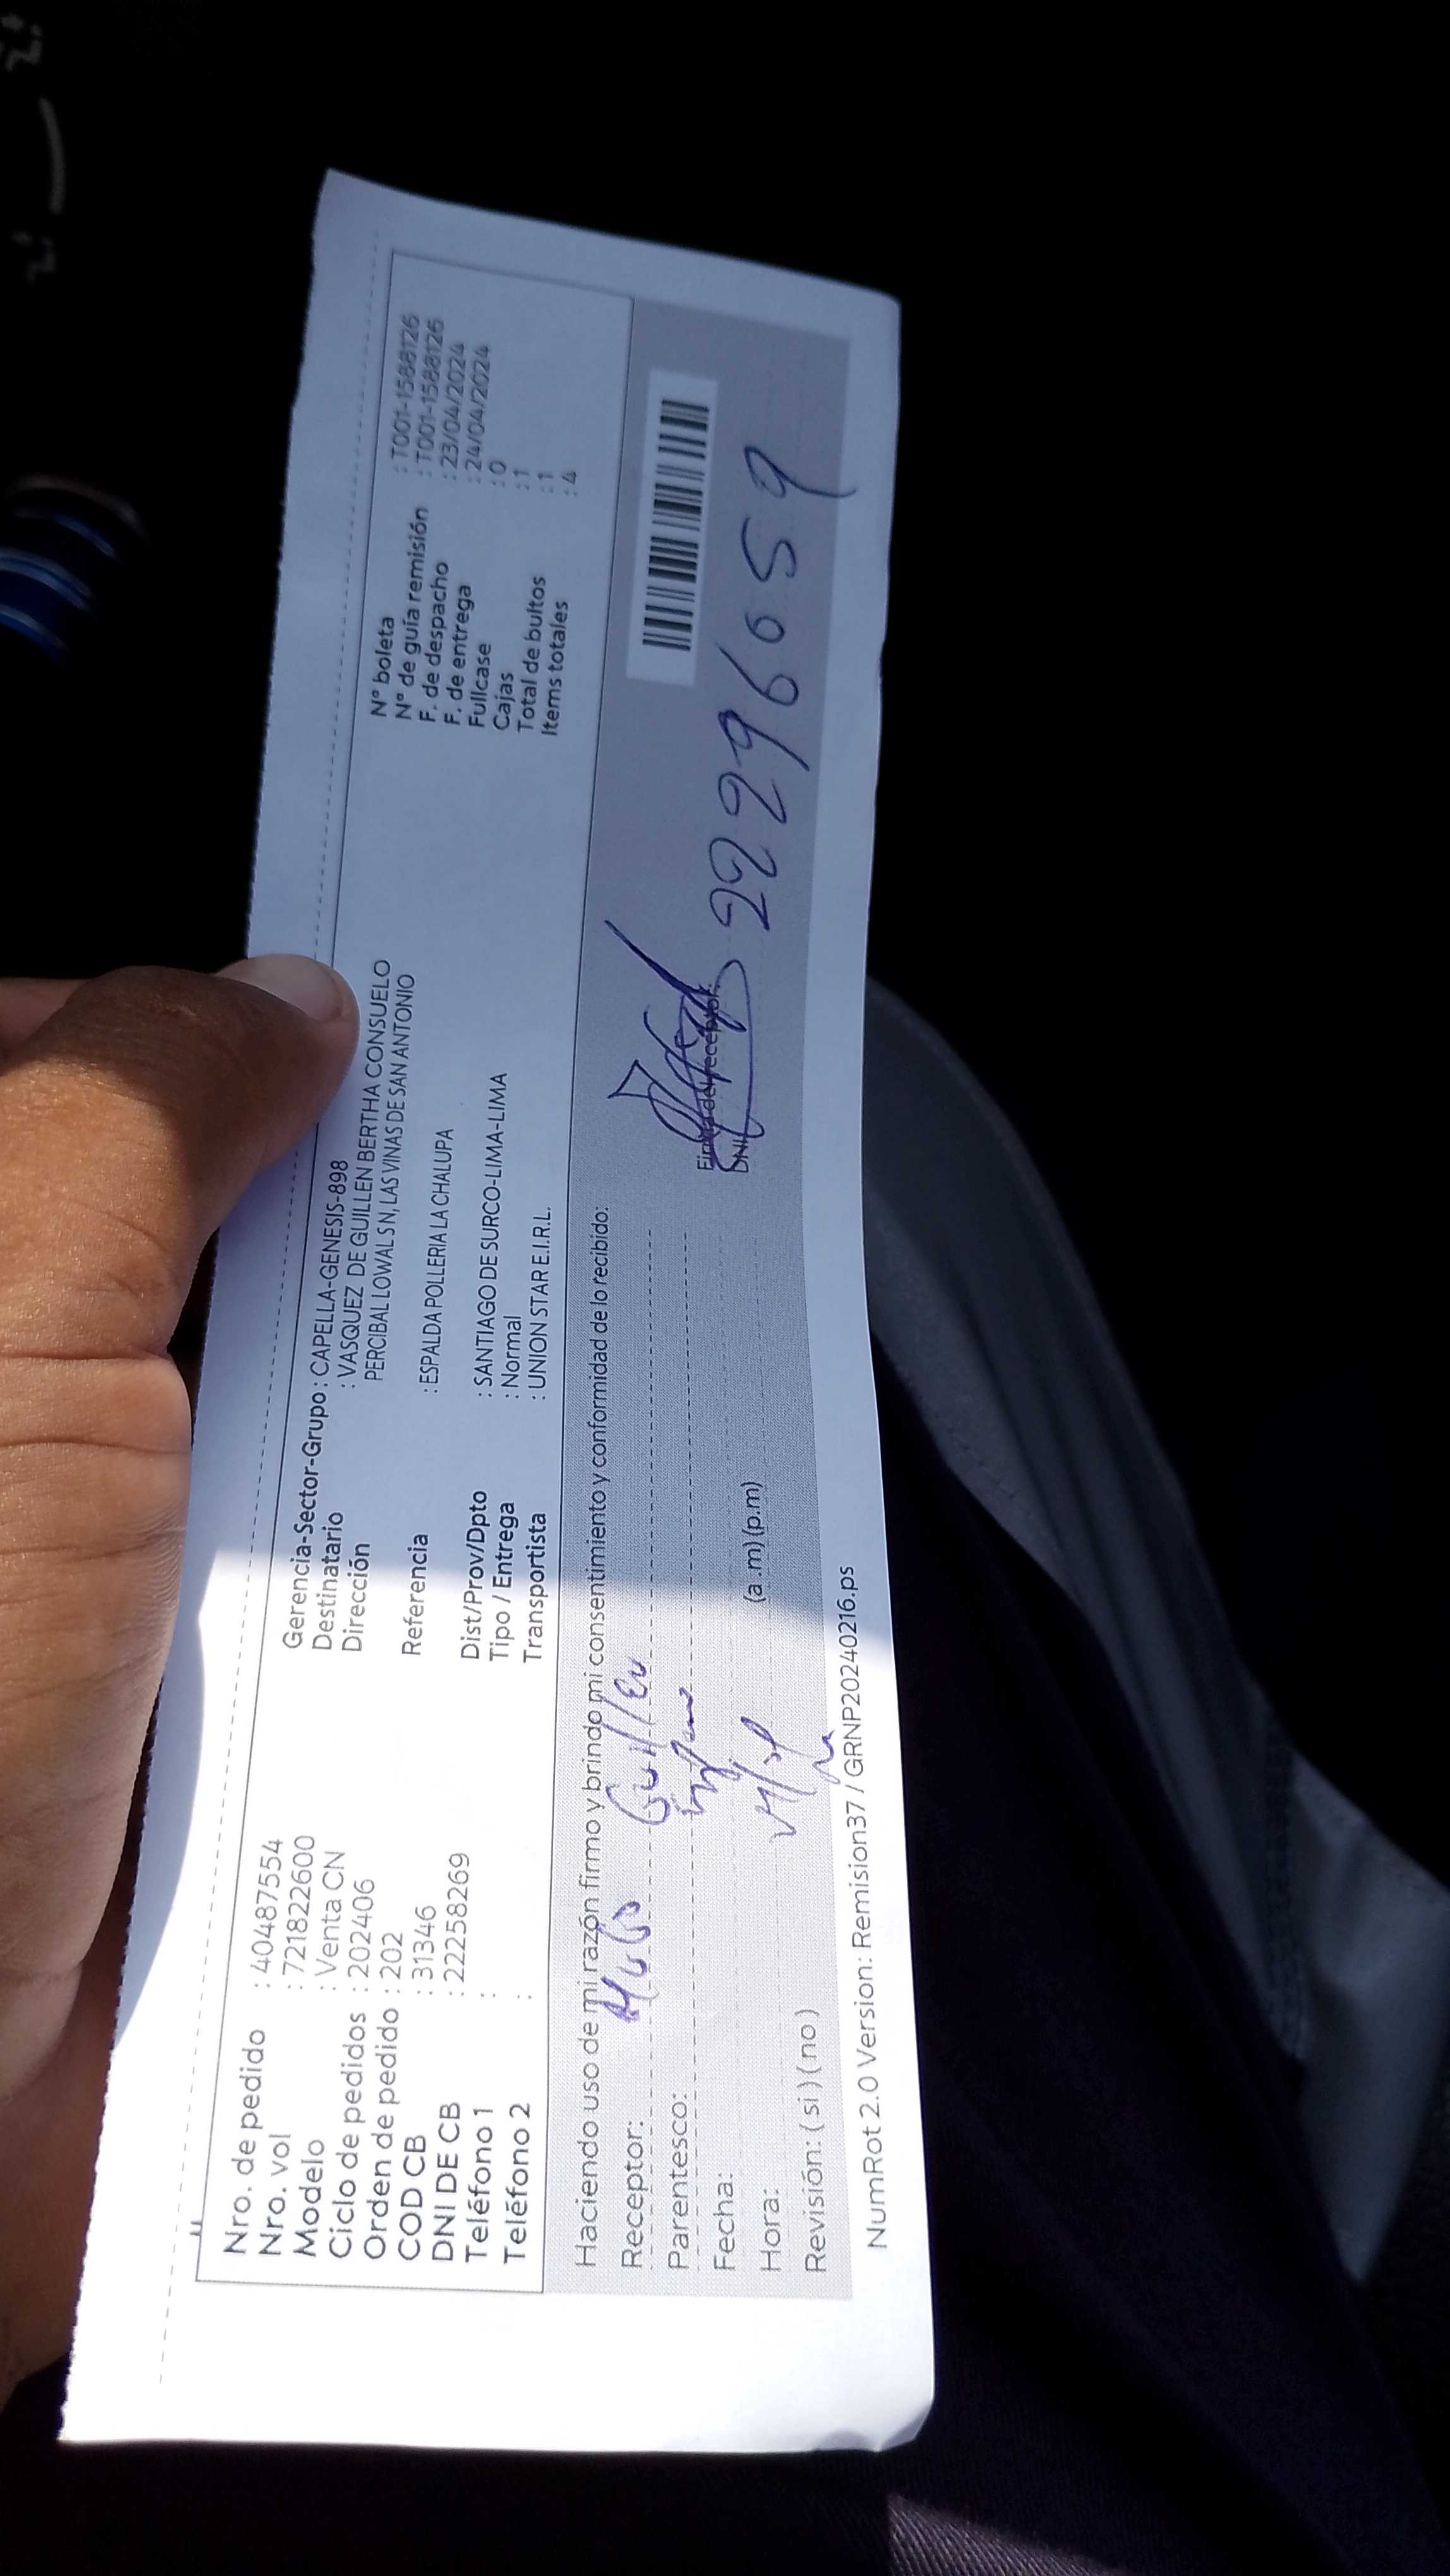 Nro. de pedido : 40487554
Nro. vol : 721822600
Modelo : Venta CN
Ciclo de pedidos : 202406
Orden de pedido : 202
COD CB : 31346
DNI DE CB : 22258269
Teléfono 1 :
Teléfono 2 :
Gerencia-Sector-Grupo : CAPELLA-GENESIS-898
Destinatario : VASQUEZ DE GUILLEN BERTHA CONSUELO
Dirección PERCIBAL LOWAL S N, LAS VINAS DE SAN ANTONIO
Referencia : ESPALDA POLLERIA LA CHALUPA
Dist/Prov/Dpto : SANTIAGO DE SURCO-LIMA-LIMA
Tipo / Entrega : Normal
Transportista : UNION STAR E.I.R.L.
N° boleta : T001-1588126
N° de guía remisión : T001-1588126
F. de despacho : 23/04/2024
F. de entrega : 24/04/2024
Fullcase : 0
Cajas : 1
Total de bultos : 1
Items totales : 4
Haciendo uso de mi razón firmo y brindo mi consentimiento y conformidad de lo recibido:
Receptor:
Parentesco:
Fecha:
Hora: (a .m) (p.m)
Revisión: ( si ) ( no )
Firma del receptor:
DNI
NumRot 2.0 Version: Remision37 / GRNP20240216.ps